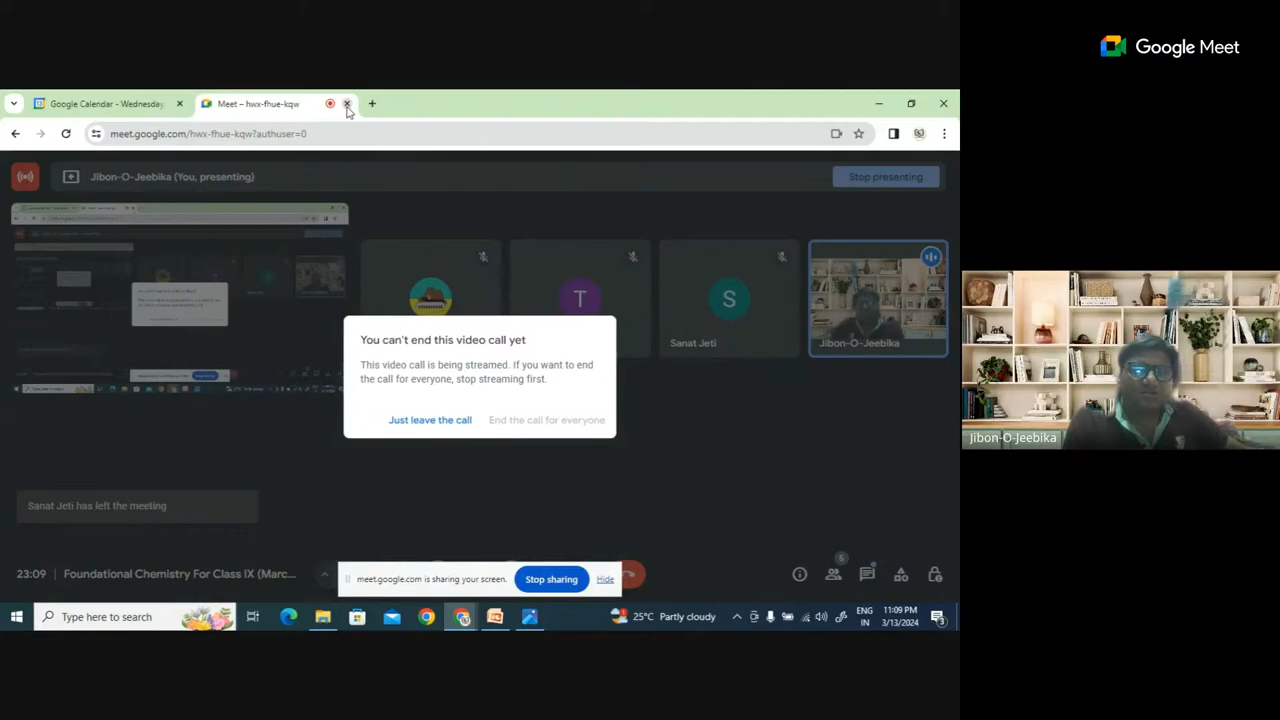 Google Meet
Google Calendar - Wednesday,
Meet – hwx-fhue-kqw
meet.google.com/hwx-fhue-kqw?authuser=0
Jibon-O-Jeebika (You, presenting)
Stop presenting
T
S
Sanat Jeti
Jibon-O-Jeebika
You can't end this video call yet
This video call is being streamed. If you want to end
the call for everyone, stop streaming first.
Just leave the call
End the call for everyone
Jibon-O-Jeebika
Sanat Jeti has left the meeting
23:09 | Foundational Chemistry For Class IX (Marc...
meet.google.com is sharing your screen.
Stop sharing
Hide
Type here to search
25°C Partly cloudy
ENG
IN
11:09 PM
3/13/2024
3